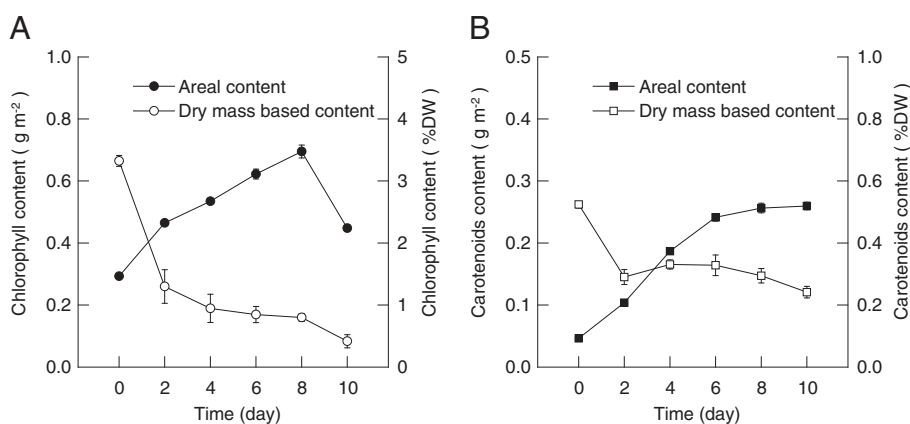 A
Chlorophyll content ( g m-2)
1.0
0.8
0.6
0.4
0.2
0.0
Areal content
Dry mass based content
5
4
3
2
1
0
Chlorophyll content ( %DW)
0 2 4 6 8 10
Time (day)
B
Carotenoids content ( g m-2)
0.5
0.4
0.3
0.2
0.1
0.0
Areal content
Dry mass based content
1.0
0.8
0.6
0.4
0.2
0.0
Carotenoids content ( %DW)
0 2 4 6 8 10
Time (day)